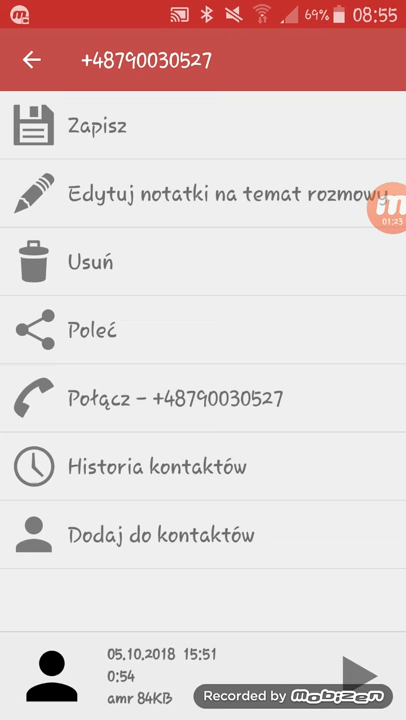 69% 08:55
+48790030527
Zapisz
Edytuj notatki na temat rozmowy
01:23
Usuń
Poleć
Połącz – +48790030527
Historia kontaktów
Dodaj do kontaktów
05.10.2018 15:51
0:54
amr 84KB
Recorded by mobizen